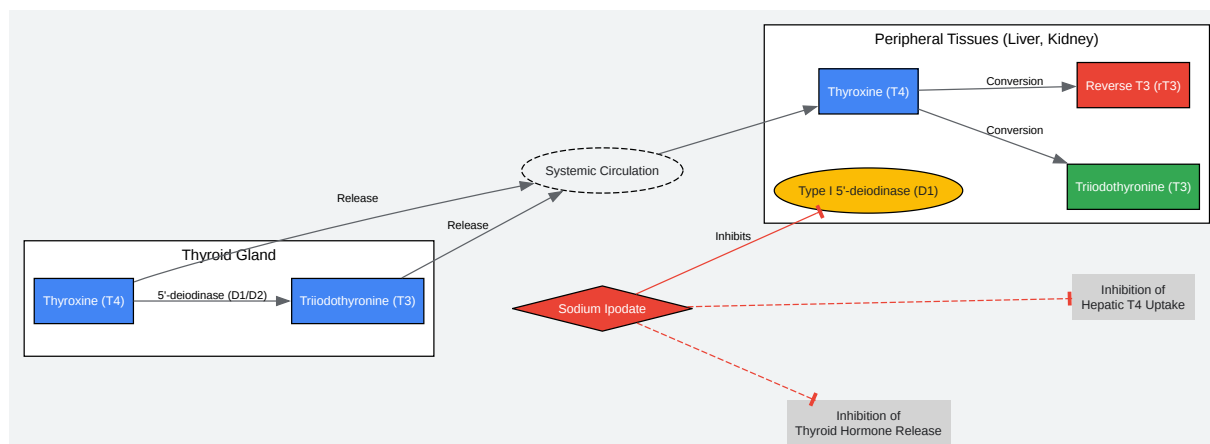 Peripheral Tissues (Liver, Kidney)
Thyroxine (T4)
Conversion
Reverse T3 (rT3)
Conversion
Triiodothyronine (T3)
Type I 5'-deiodinase (D1)
Systemic Circulation
Release
Release
Thyroid Gland
Thyroxine (T4)
5'-deiodinase (D1/D2)
Triiodothyronine (T3)
Inhibits
Sodium Ipodate
Inhibition of
Hepatic T4 Uptake
Inhibition of
Thyroid Hormone Release